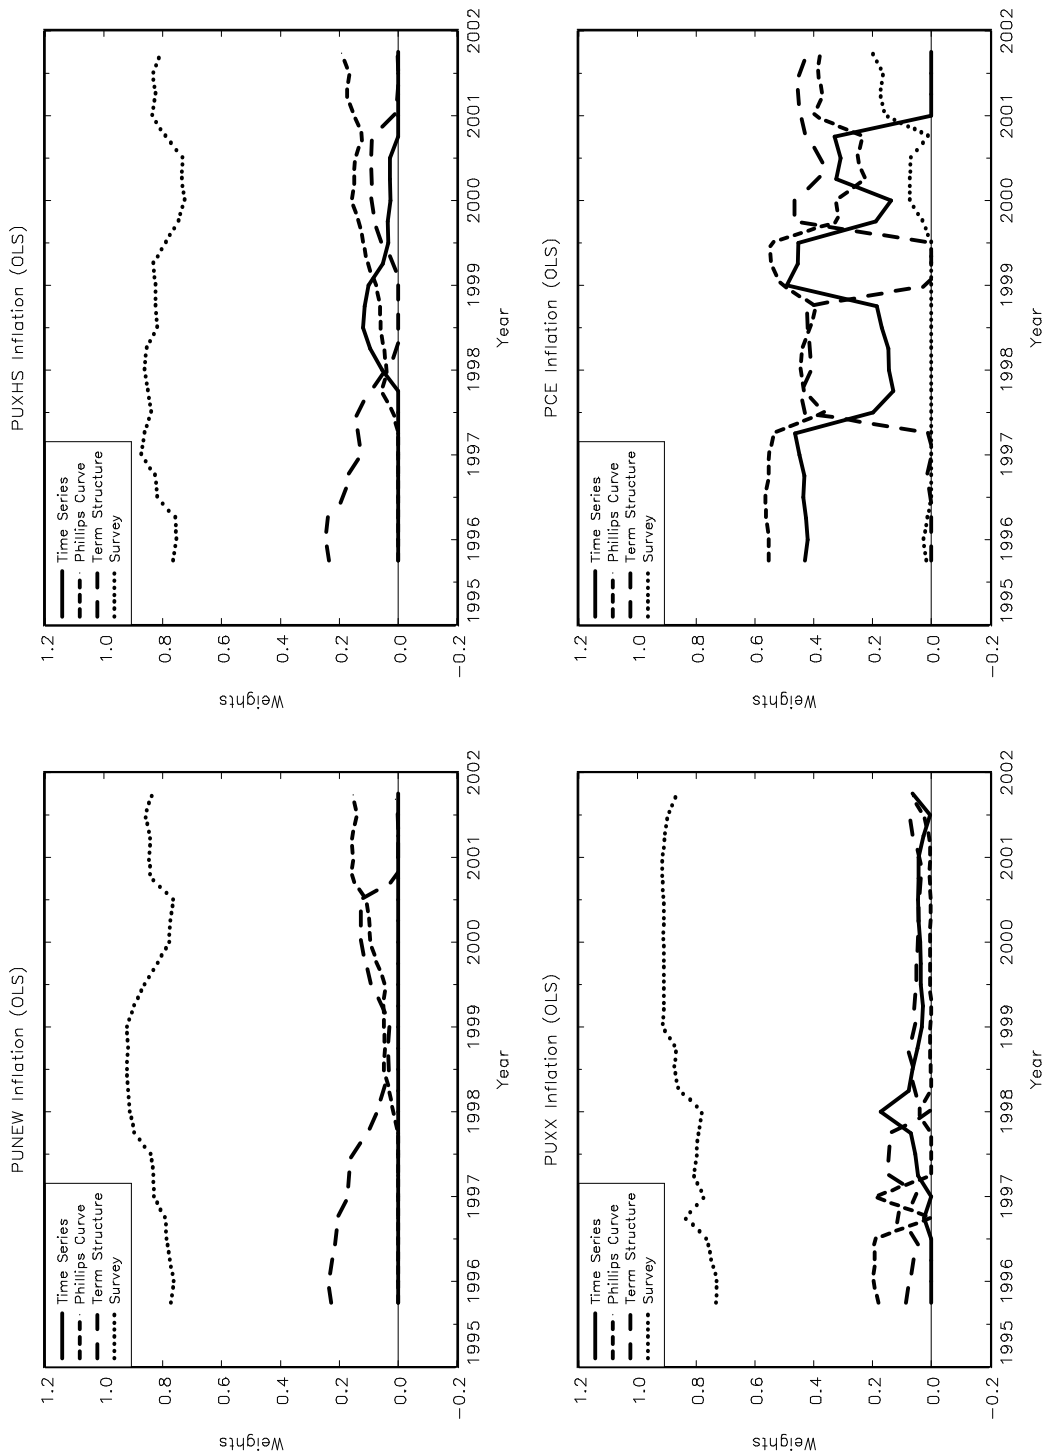 PUNEW Inflation (OLS)
Weights
1.2
1.0
0.8
0.6
0.4
0.2
0.0
−0.2
Time Series
Phillips Curve
Term Structure
Survey
1995 1996 1997 1998 1999 2000 2001 2002
Year
PUXHS Inflation (OLS)
Weights
1.2
1.0
0.8
0.6
0.4
0.2
0.0
−0.2
Time Series
Phillips Curve
Term Structure
Survey
1995 1996 1997 1998 1999 2000 2001 2002
Year
PUXX Inflation (OLS)
Weights
1.2
1.0
0.8
0.6
0.4
0.2
0.0
−0.2
Time Series
Phillips Curve
Term Structure
Survey
1995 1996 1997 1998 1999 2000 2001 2002
Year
PCE Inflation (OLS)
Weights
1.2
1.0
0.8
0.6
0.4
0.2
0.0
−0.2
Time Series
Phillips Curve
Term Structure
Survey
1995 1996 1997 1998 1999 2000 2001 2002
Year